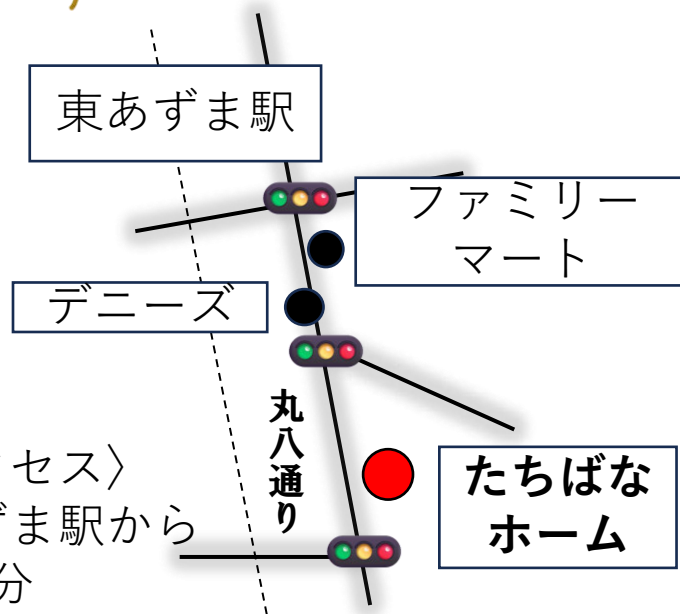 東あずま駅
ファミリー
マート
デニーズ
丸八通り
たちばな
ホーム
セス〉
ずま駅から
分